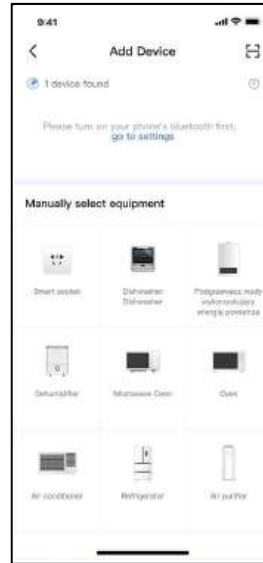 9:41
Add Device
1 device found
Please turn on your phone's bluetooth first,
go to settings
Manually select equipment
Smart socket
Dishwasher
Dishwasher
Podgrzewacz wody
wykorzystujący
energię powietrza
Dehumidifier
Microwave Oven
Oven
Air conditioner
Refrigerator
Air purifier